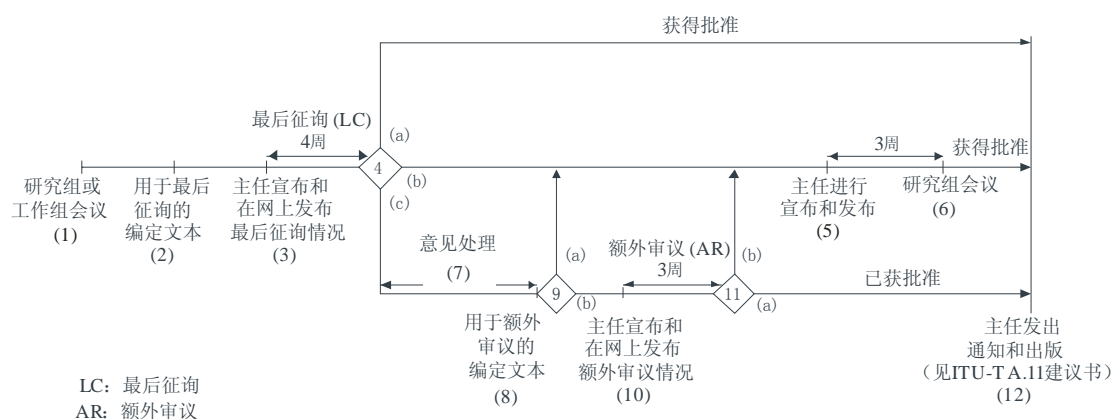 获得批准
最后征询 (LC)
4周
(a)
4
(b)
(c)
3周
获得批准
研究组或
工作组会议
(1)
用于最后
征询的
编定文本
(2)
主任宣布和
在网上发布
最后征询情况
(3)
主任进行
宣布和发布
(5)
研究组会议
(6)
意见处理
(7)
(a)
9
(b)
额外审议 (AR)
3周
(b)
11
(a)
已获批准
用于额外
审议的
编定文本
(8)
主任宣布和
在网上发布
额外审议情况
(10)
主任发出
通知和出版
（见ITU-T A.11建议书）
(12)
LC: 最后征询
AR: 额外审议